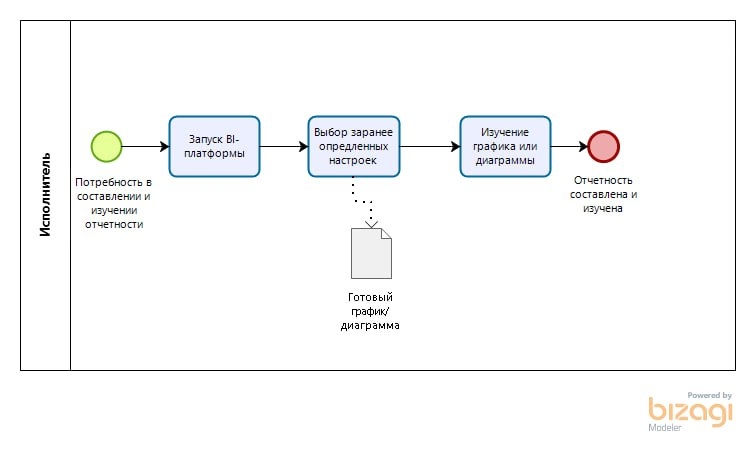 Исполнитель
Потребность в
составлении и
изучении
отчетности
Запуск BI-
платформы
Выбор заранее
опредленных
настроек
Готовый
график/
диаграмма
Изучение
графика или
диаграммы
Отчетность
составлена и
изучена
Powered by
bizagi
Modeler